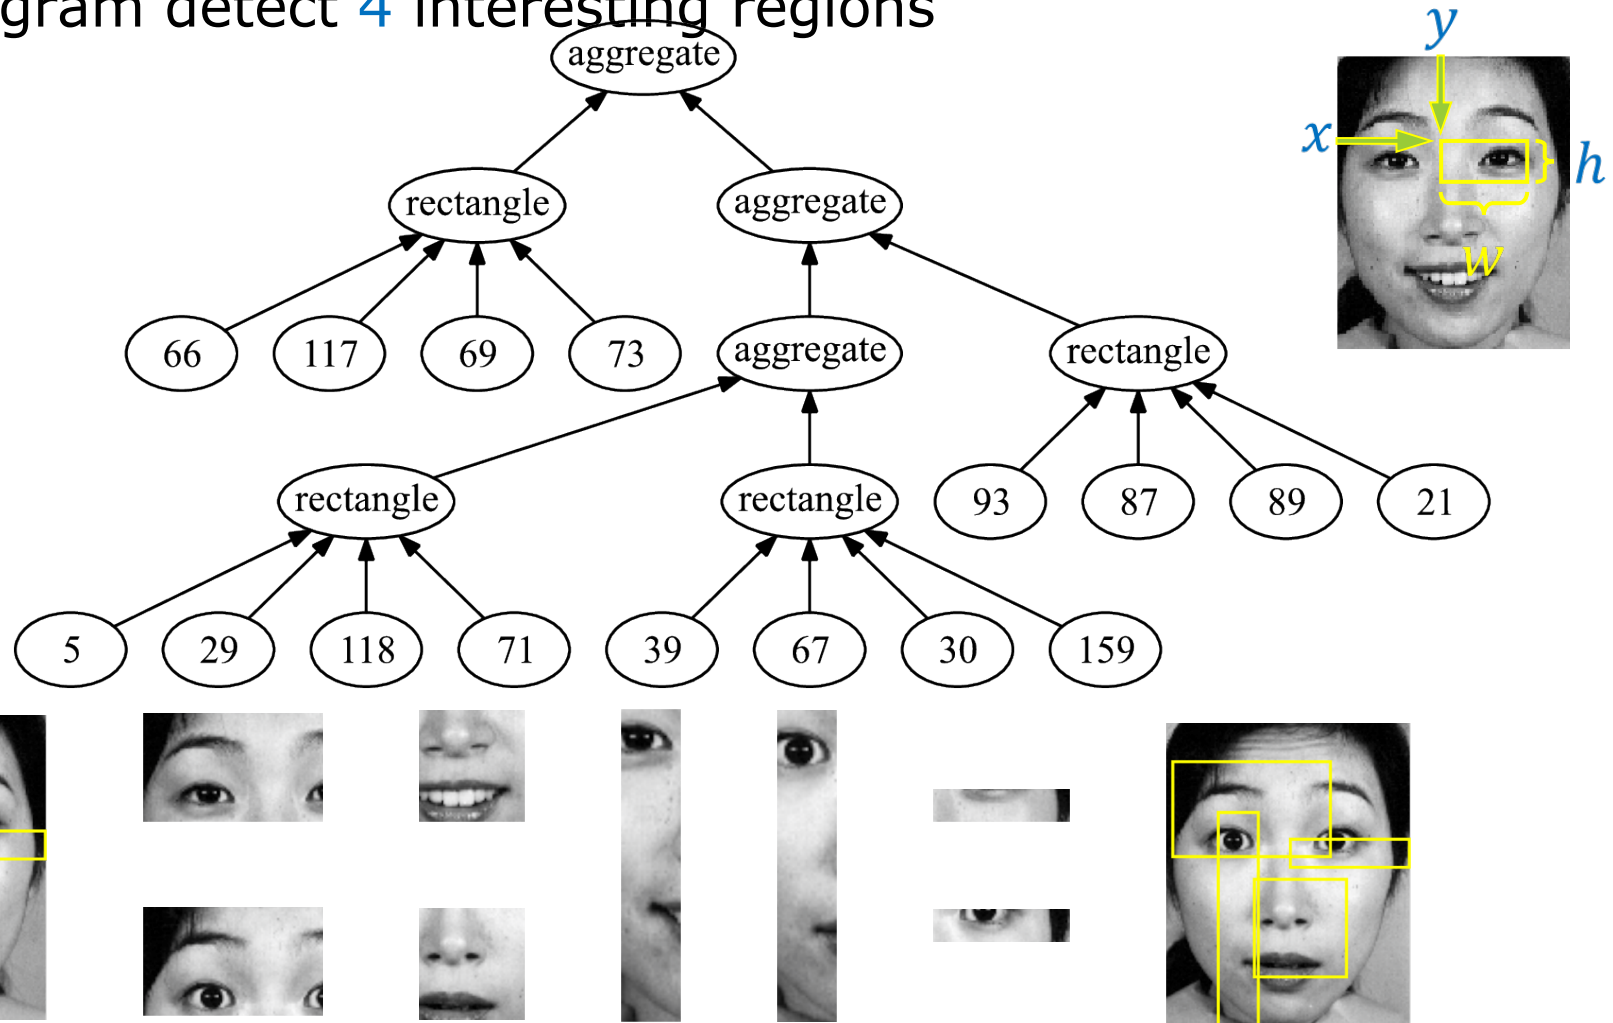 gram detect 4 interesting regions
aggregate
y
x
h
w
rectangle
aggregate
66
117
69
73
aggregate
rectangle
rectangle
rectangle
93
87
89
21
5
29
118
71
39
67
30
159